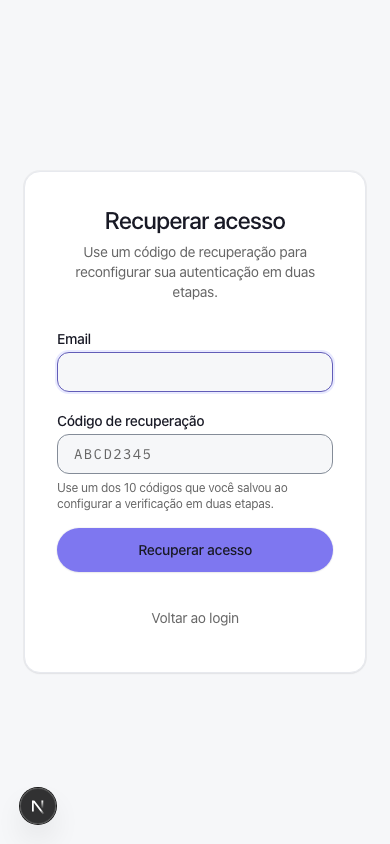 Recuperar acesso
Use um código de recuperação para
reconfigurar sua autenticação em duas
etapas.
Email
Código de recuperação
ABCD2345
Use um dos 10 códigos que você salvou ao
configurar a verificação em duas etapas.
Recuperar acesso
Voltar ao login
N